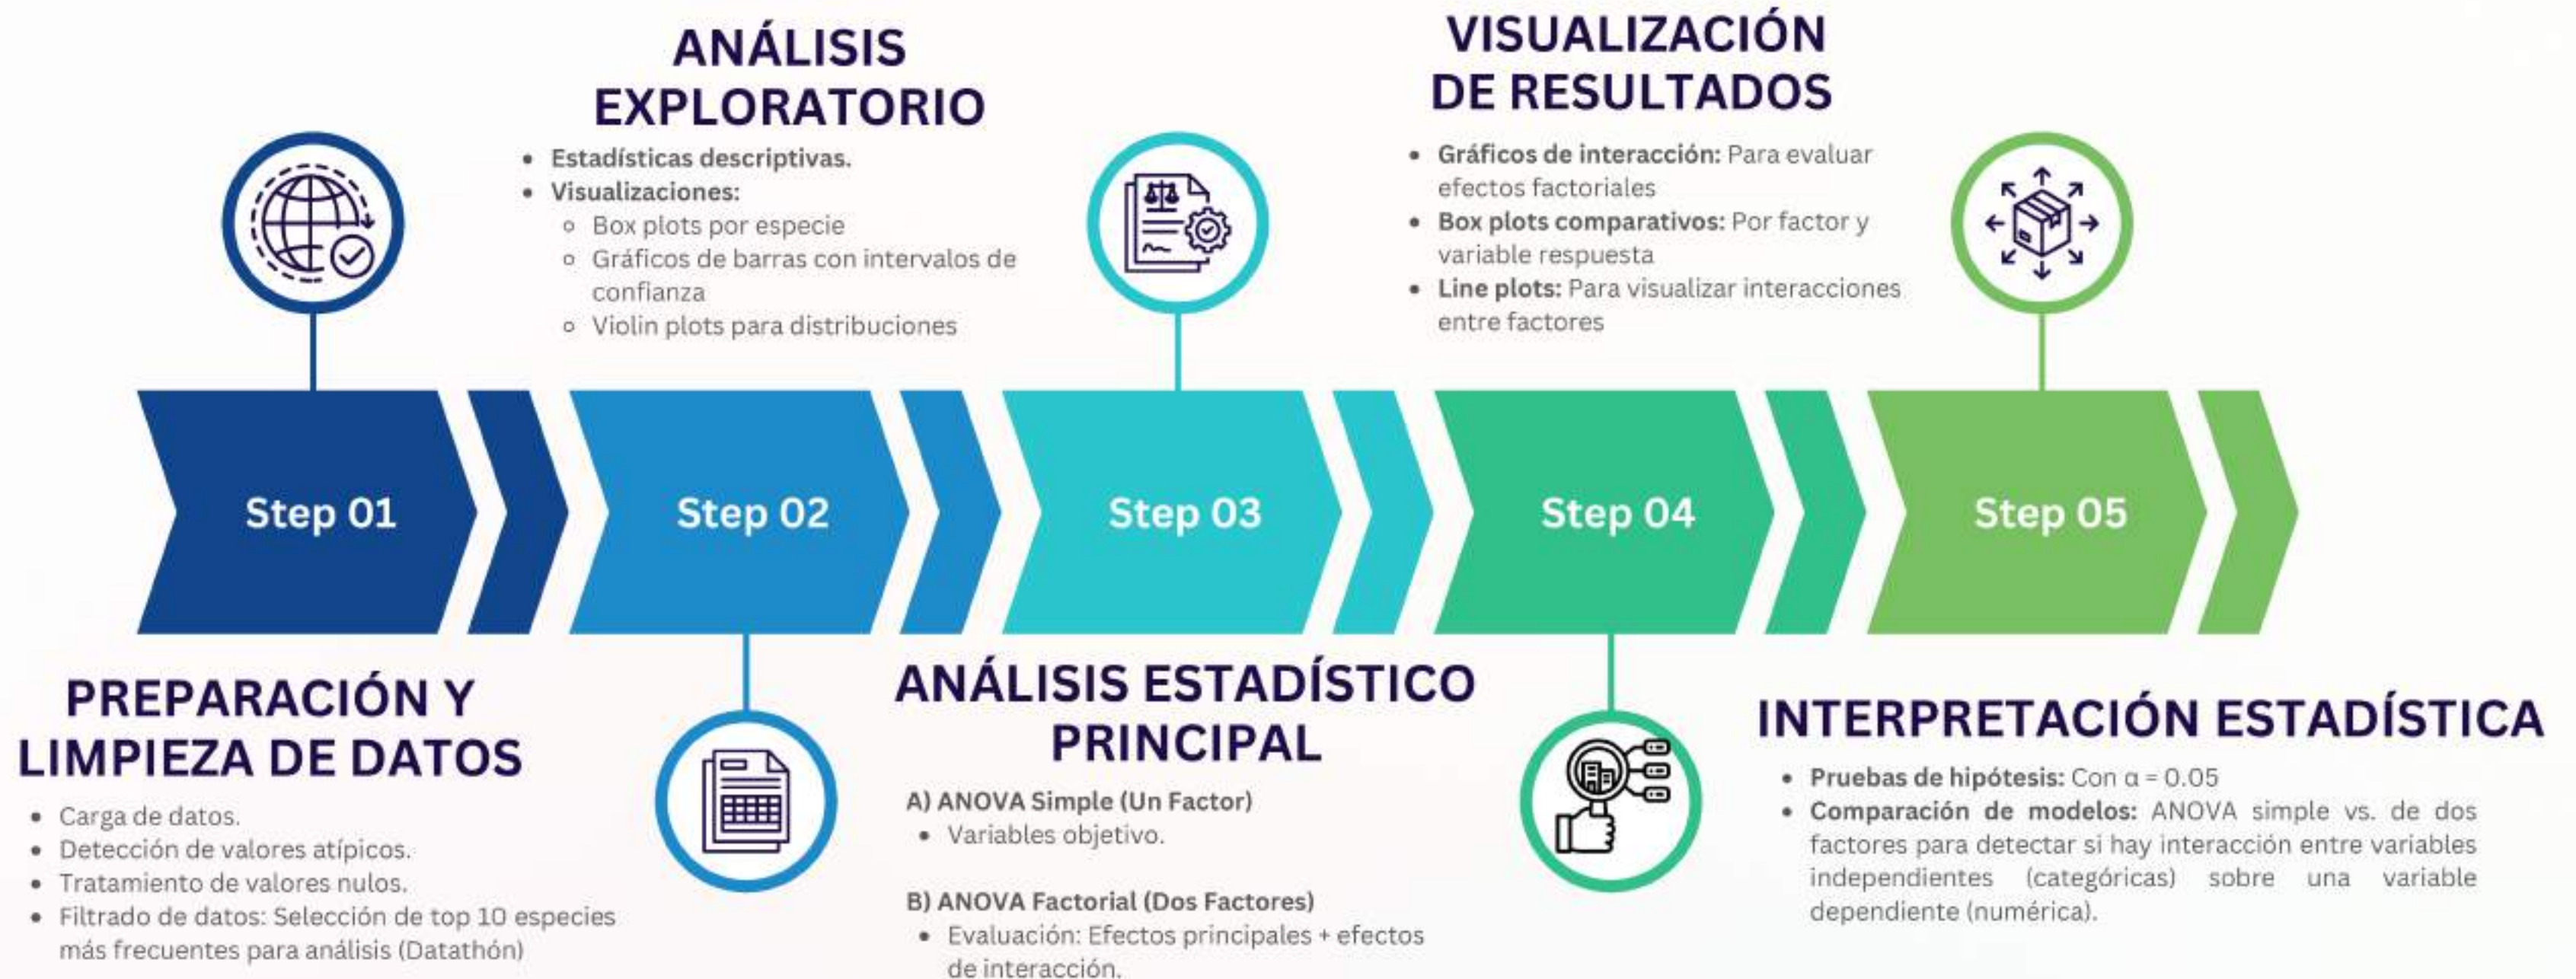 ANÁLISIS
EXPLORATORIO
• Estadísticas descriptivas.
• Visualizaciones:
◦ Box plots por especie
◦ Gráficos de barras con intervalos de
confianza
◦ Violin plots para distribuciones
VISUALIZACIÓN
DE RESULTADOS
• Gráficos de interacción: Para evaluar
efectos factoriales
• Box plots comparativos: Por factor y
variable respuesta
• Line plots: Para visualizar interacciones
entre factores
Step 01
Step 02
Step 03
Step 04
Step 05
PREPARACIÓN Y
LIMPIEZA DE DATOS
• Carga de datos.
• Detección de valores atípicos.
• Tratamiento de valores nulos.
• Filtrado de datos: Selección de top 10 especies
más frecuentes para análisis (Datathón)
ANÁLISIS ESTADÍSTICO
PRINCIPAL
A) ANOVA Simple (Un Factor)
• Variables objetivo.
B) ANOVA Factorial (Dos Factores)
• Evaluación: Efectos principales + efectos
de interacción.
INTERPRETACIÓN ESTADÍSTICA
• Pruebas de hipótesis: Con α = 0.05
• Comparación de modelos: ANOVA simple vs. de dos
factores para detectar si hay interacción entre variables
independientes (categóricas) sobre una variable
dependiente (numérica).